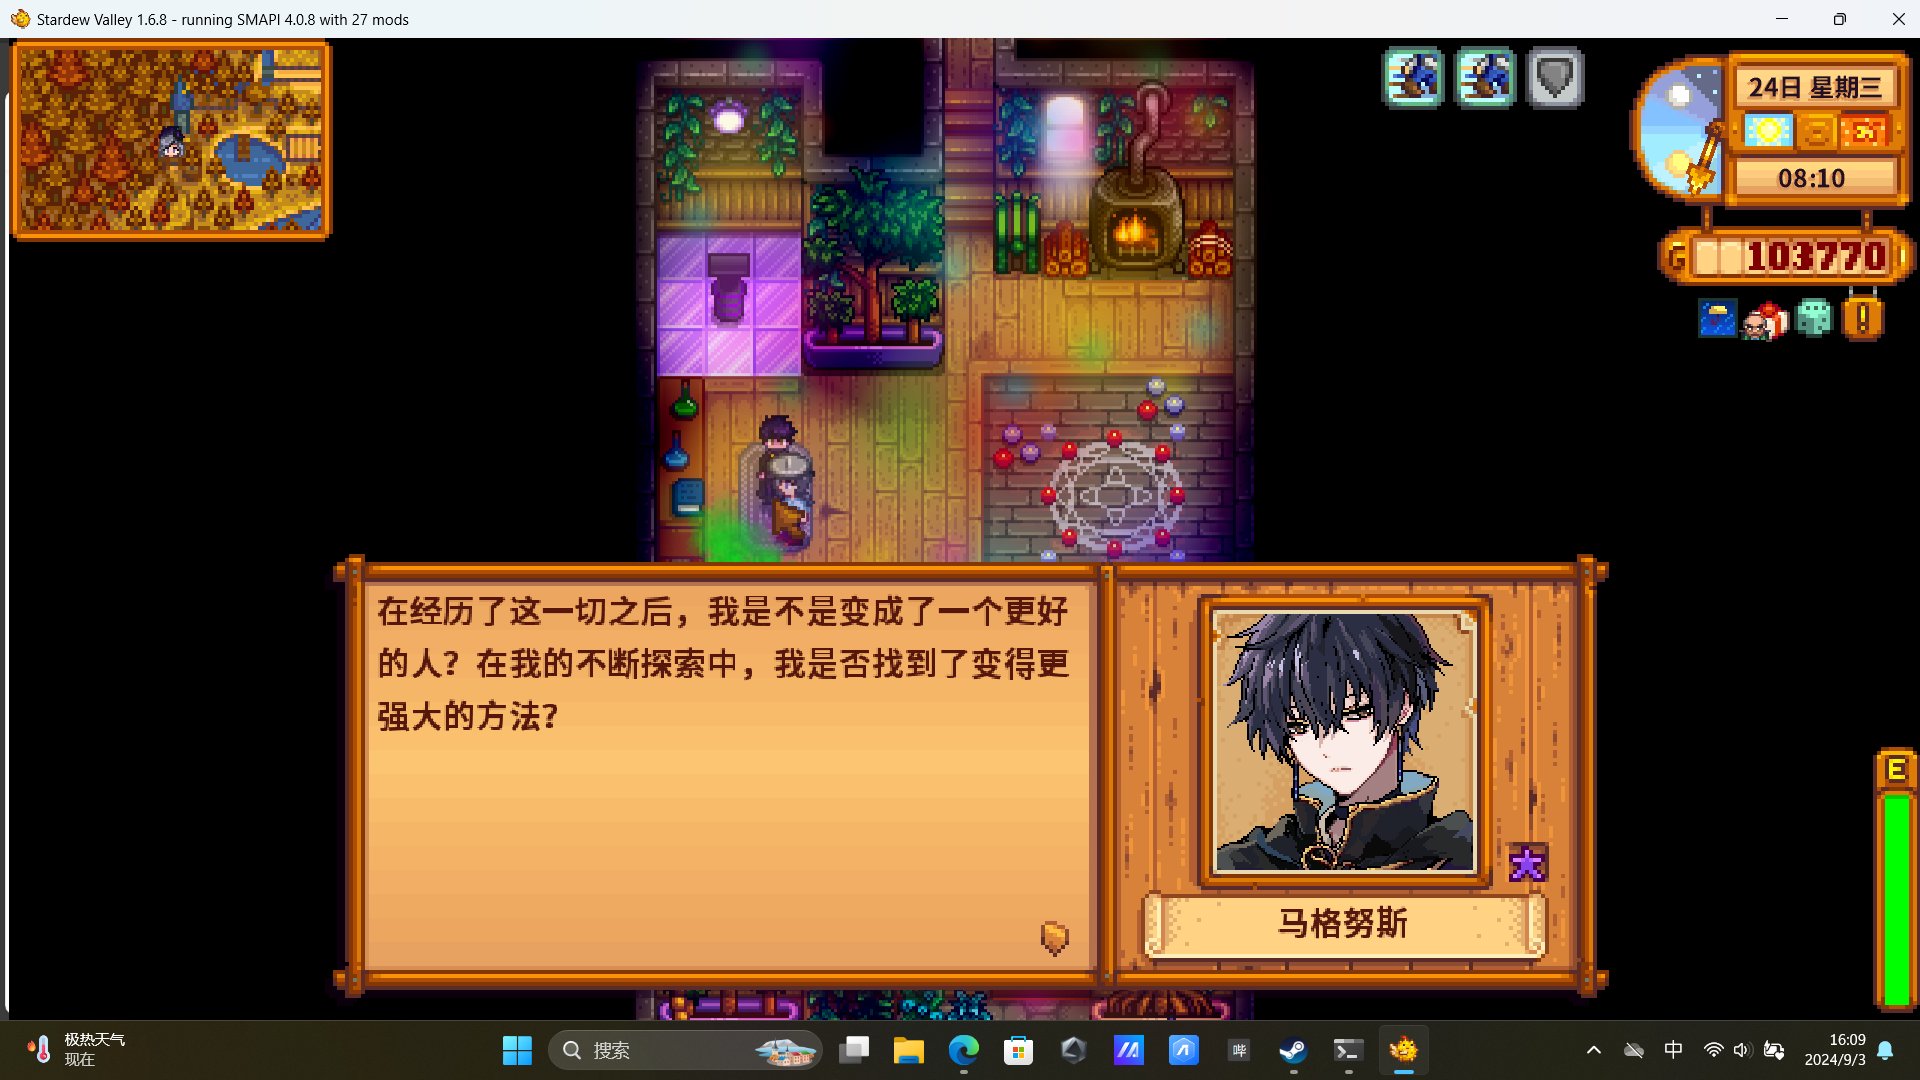 Stardew Valley 1.6.8 - running SMAPI 4.0.8 with 27 mods
24日 星期三
08:10
G 103770
在经历了这一切之后，我是不是变成了一个更好
的人？在我的不断探索中，我是否找到了变得更
强大的方法？
马格努斯
E
极热天气
现在
搜索
哔
中
16:09
2024/9/3